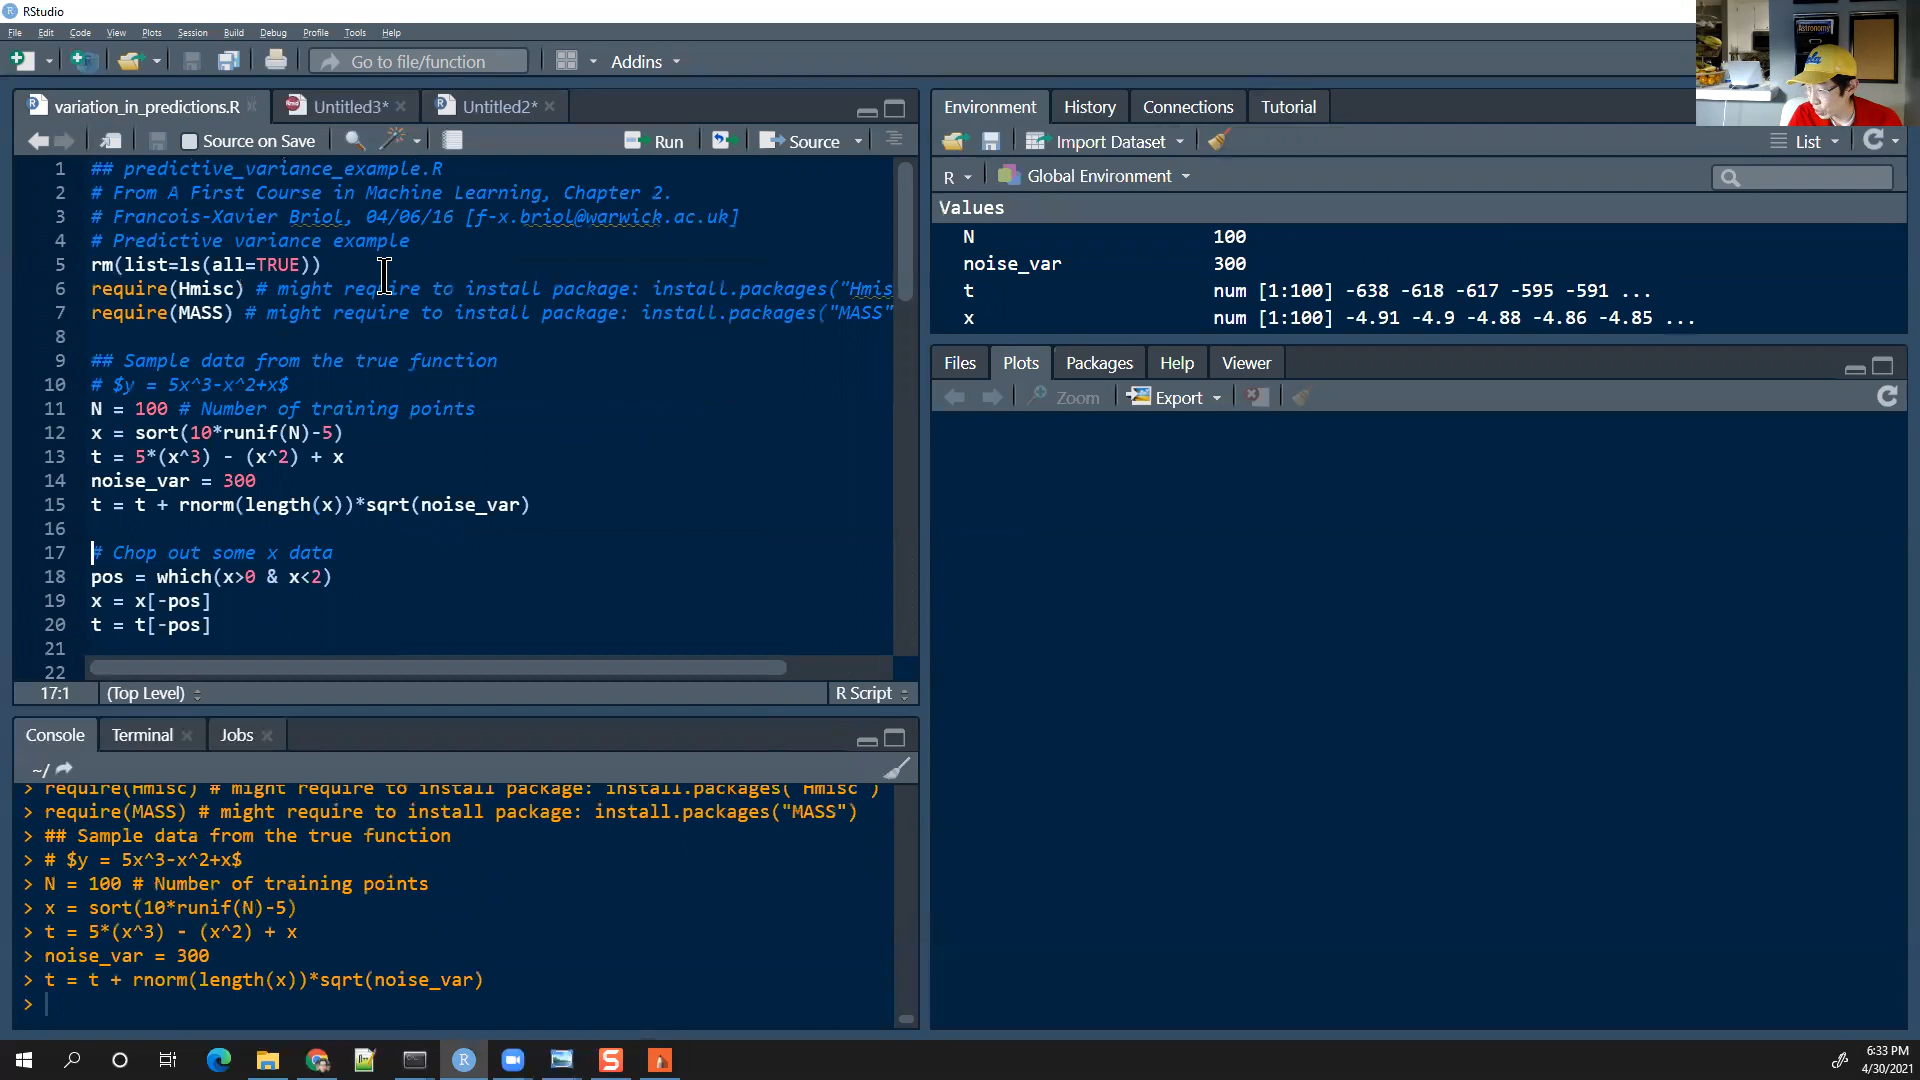 RStudio
File Edit Code View Plots Session Build Debug Profile Tools Help
Go to file/function Addins
variation_in_predictions.R Untitled3* Untitled2*
Source on Save Run Source
1 ## predictive_variance_example.R
2 # From A First Course in Machine Learning, Chapter 2.
3 # Francois-Xavier Briol, 04/06/16 [f-x.briol@warwick.ac.uk]
4 # Predictive variance example
5 rm(list=ls(all=TRUE))
6 require(Hmisc) # might require to install package: install.packages("Hmis
7 require(MASS) # might require to install package: install.packages("MASS"
8
9 ## Sample data from the true function
10 # $y = 5x^3-x^2+x$
11 N = 100 # Number of training points
12 x = sort(10*runif(N)-5)
13 t = 5*(x^3) - (x^2) + x
14 noise_var = 300
15 t = t + rnorm(length(x))*sqrt(noise_var)
16
17 # Chop out some x data
18 pos = which(x>0 & x<2)
19 x = x[-pos]
20 t = t[-pos]
21
22
17:1 (Top Level) R Script
Console Terminal Jobs
~/
> require(Hmisc) # might require to install package: install.packages("Hmisc")
> require(MASS) # might require to install package: install.packages("MASS")
> ## Sample data from the true function
> # $y = 5x^3-x^2+x$
> N = 100 # Number of training points
> x = sort(10*runif(N)-5)
> t = 5*(x^3) - (x^2) + x
> noise_var = 300
> t = t + rnorm(length(x))*sqrt(noise_var)
>
Environment History Connections Tutorial
Import Dataset List
R Global Environment
Values
N 100
noise_var 300
t num [1:100] -638 -618 -617 -595 -591 ...
x num [1:100] -4.91 -4.9 -4.88 -4.86 -4.85 ...
Files Plots Packages Help Viewer
Zoom Export
Astronomy
6:33 PM
4/30/2021